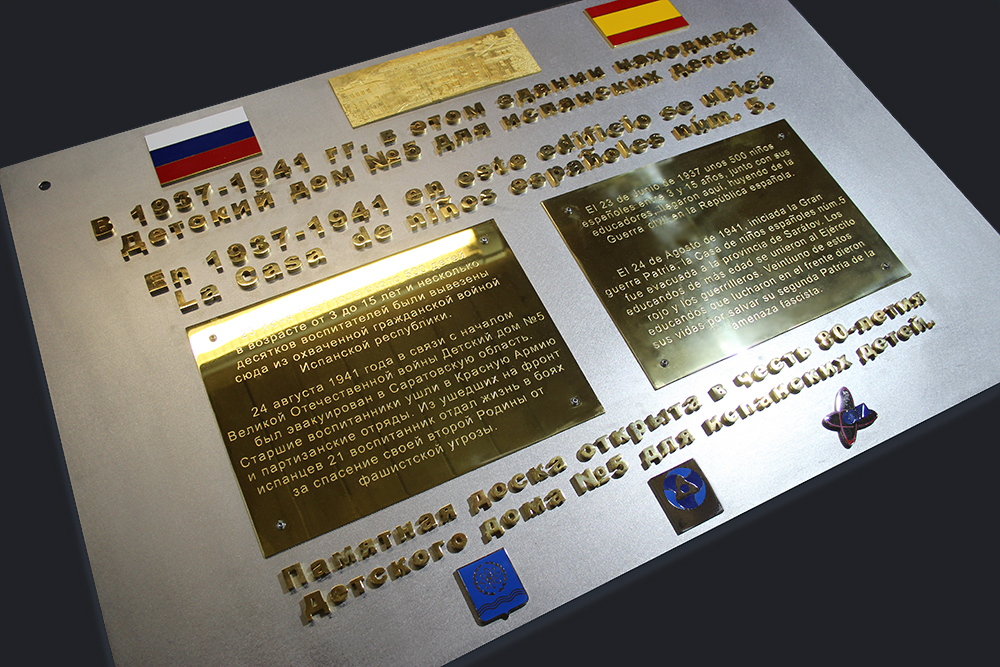 В 1937-1941 гг. в этом здании находился
Детский Дом №5 для испанских детей.
En 1937-1941 en este edificio se ubicó
La Casa de niños españoles núm. 5.
в возрасте от 3 до 15 лет и несколько
десятков воспитателей были вывезены
сюда из охваченной гражданской войной
Испанской республики.
24 августа 1941 года в связи с началом
Великой Отечественной войны Детский дом №5
был эвакуирован в Саратовскую область.
Старшие воспитанники ушли в Красную Армию
и партизанские отряды. Из ушедших на фронт
испанцев 21 воспитанник отдал жизнь в боях
за спасение своей второй Родины от
фашистской угрозы.
El 23 de Junio de 1937 unos 500 niños
españoles entre 3 y 15 años, junto con sus
educadores, llegaron aquí, huyendo de la
Guerra civil en la República española.
El 24 de Agosto de 1941, iniciada la Gran
guerra Patria, la Casa de niños españoles núm.5
fue evacuada a la provincia de Sarátov. Los
educandos de más edad se unieron al Ejército
rojo y los guerrilleros. Veintiuno de estos
educandos que lucharon en el frente dieron
sus vidas por salvar su segunda Patria de la
amenaza fascista.
Памятная доска открыта в честь 80-летия
Детского дома №5 для испанских детей.